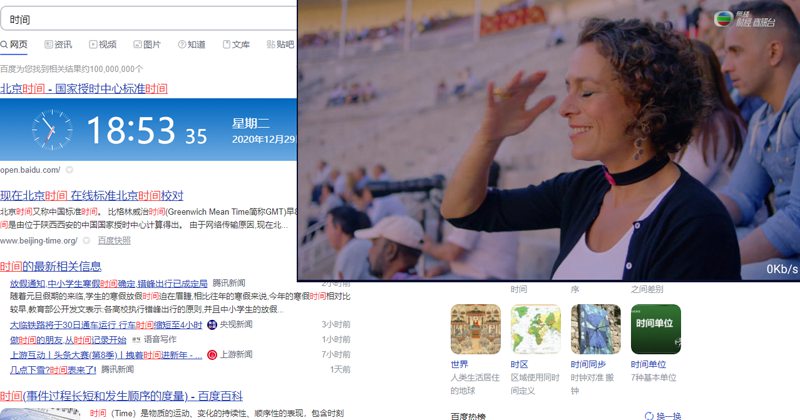 时间
网页 资讯 视频 图片 知道 文库 贴吧
百度为您找到相关结果约100,000,000个
北京时间 - 国家授时中心标准时间
18:53 35
星期二
2020年12月29
open.baidu.com/
现在北京时间 在线标准北京时间校对
北京时间又称中国标准时间。 比格林威治时间(Greenwich Mean Time简称GMT)早8
间是由位于陕西西安的中国国家授时中心计算得出。 由于网络传输原因,现在北...
www.beijing-time.org/ 百度快照
时间的最新相关信息
放假通知,中小学生寒假时间确定,错峰出行已成定局 腾讯新闻 2小时前
随着元旦假期的来临,学生的寒假放假时间迫在眉睫,相比往年的寒假来说,今年的寒假时间相对比
较早,教育部公开发文表示:各高校执行错峰出行的原则,并且中小学生的放假...
大临铁路将于30日通车运行 行车时间缩短至4小时 央视新闻 3小时前
做时间的朋友,从时间记录开始 语音写作 1小时前
上游互动丨头条大赛(第8季)丨拽着时间进新年 - ... 上游新闻 7小时前
几点下雪?时间表来了! 腾讯新闻 1天前
时间(事件过程长短和发生顺序的度量) - 百度百科
时间（Time）是物质的运动、变化的持续性、顺序性的表现，包含时刻
无线
财经·资讯台
0Kb/s
时间 序 之间差别
世界 时区 时间同步 时间单位
时间单位
人类生活居住的地球
区域使用同时间定义
时钟对准 搬钟
7种基本单位
百度热榜 换一换